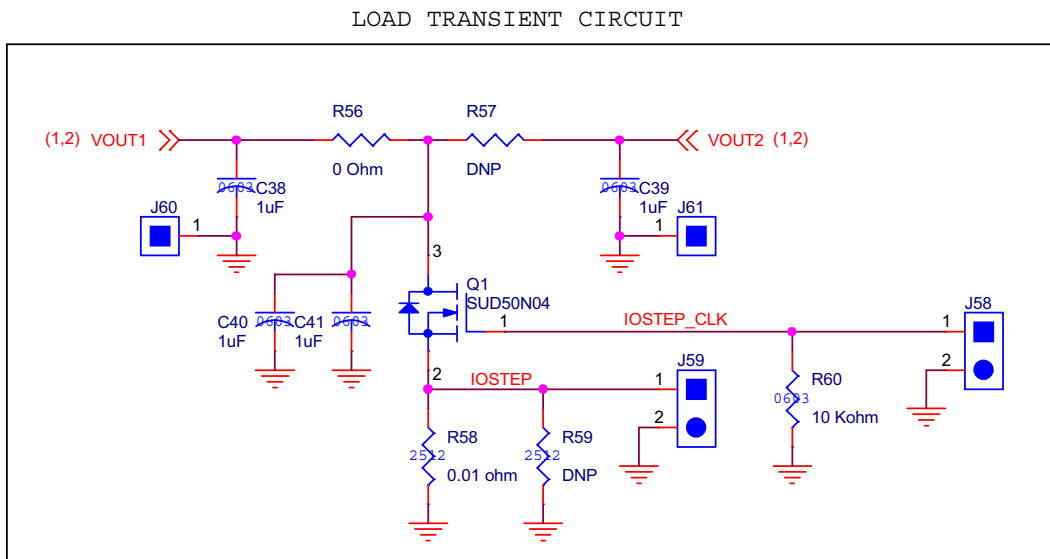 LOAD TRANSIENT CIRCUIT
R56
R57
(1,2) VOUT1
VOUT2 (1,2)
0 Ohm
DNP
0603
C38
1uF
0603
C39
1uF
J60
1
J61
1
3
Q1
SUD50N04
C40
0603
1uF
C41
0603
1uF
1
IOSTEP_CLK
J58
1
2
2
IOSTEP
J59
1
2
R60
0603
10 Kohm
R58
2512
0.01 ohm
R59
2512
DNP